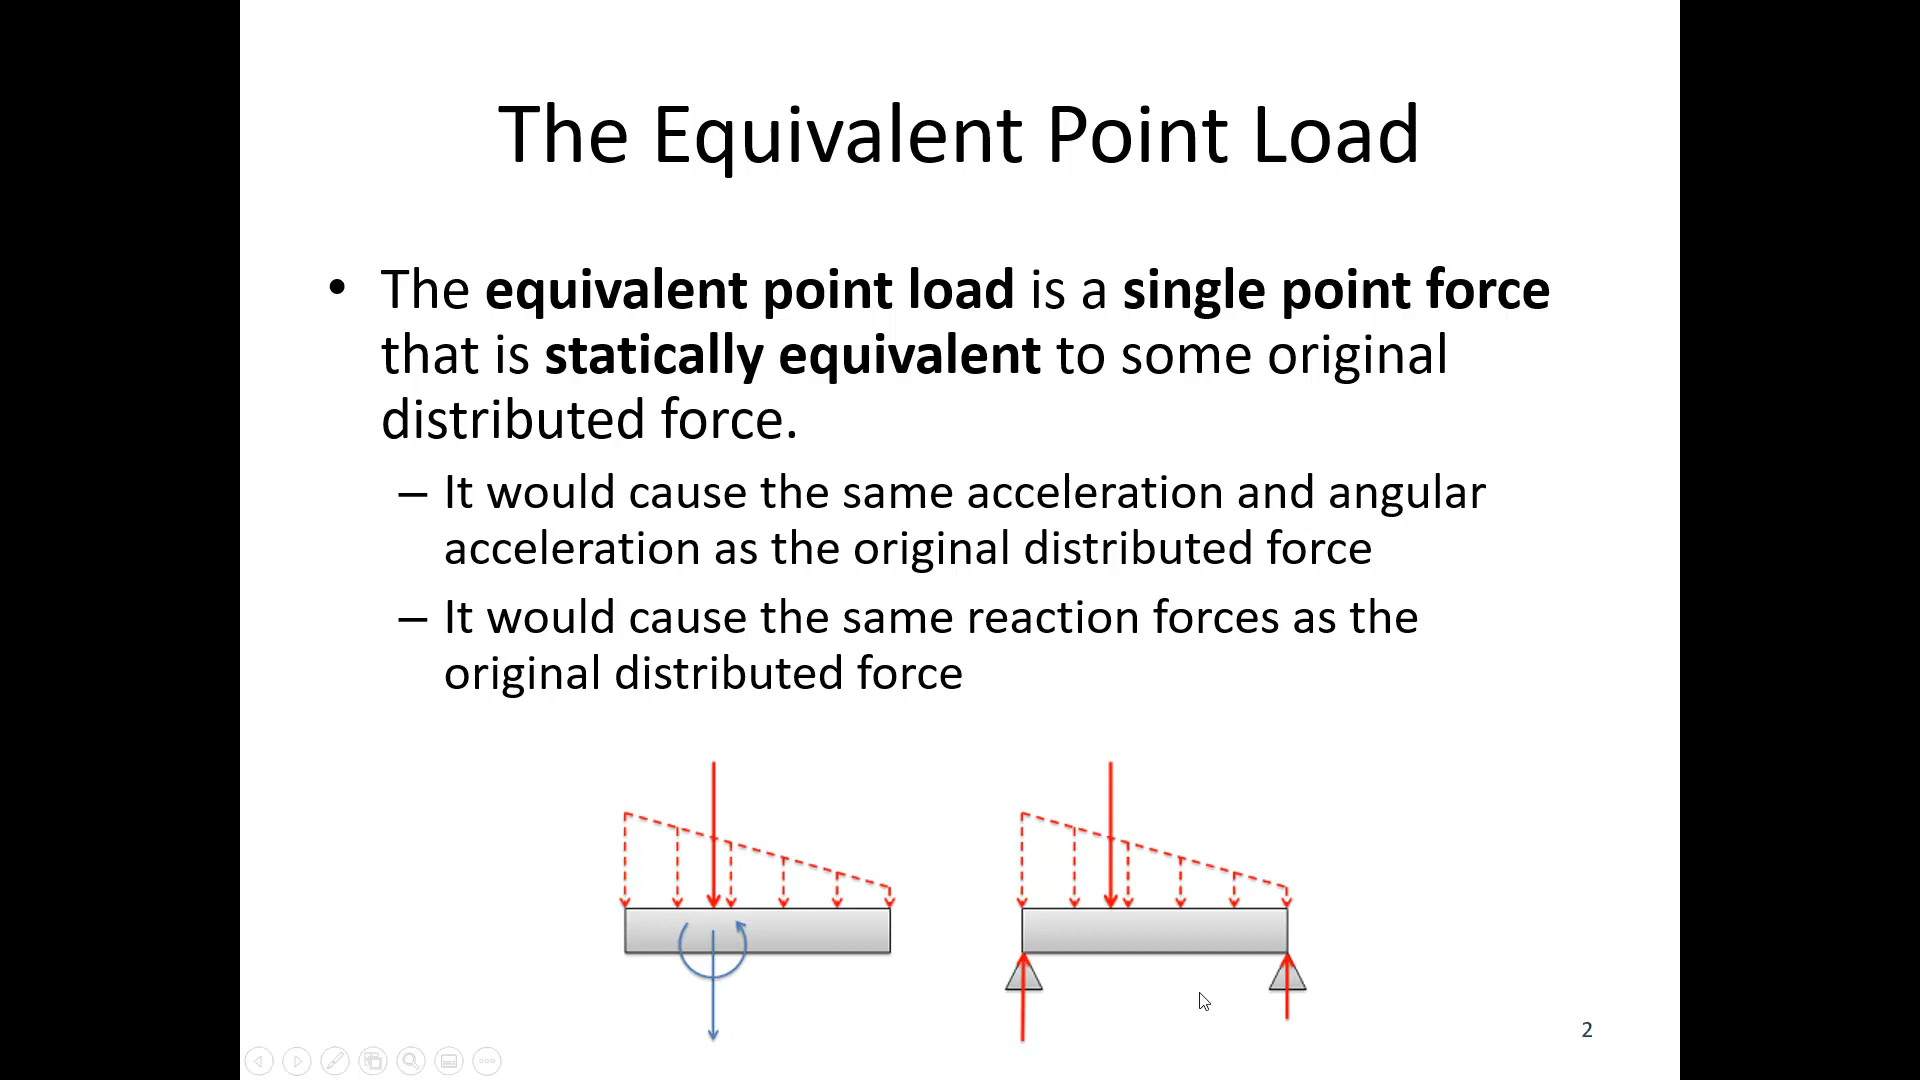 The Equivalent Point Load
• The equivalent point load is a single point force
that is statically equivalent to some original
distributed force.
– It would cause the same acceleration and angular
acceleration as the original distributed force
– It would cause the same reaction forces as the
original distributed force
2